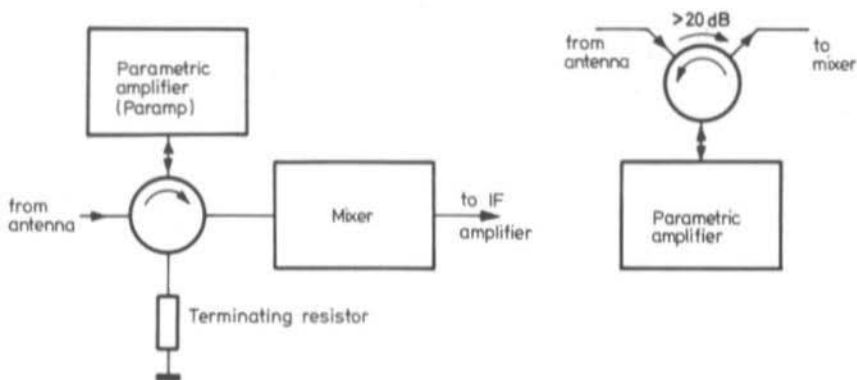 Parametric
amplifier
(Paramp)
from
antenna
Mixer
to IF
amplifier
Terminating resistor
>20 dB
from
antenna
to
mixer
Parametric
amplifier